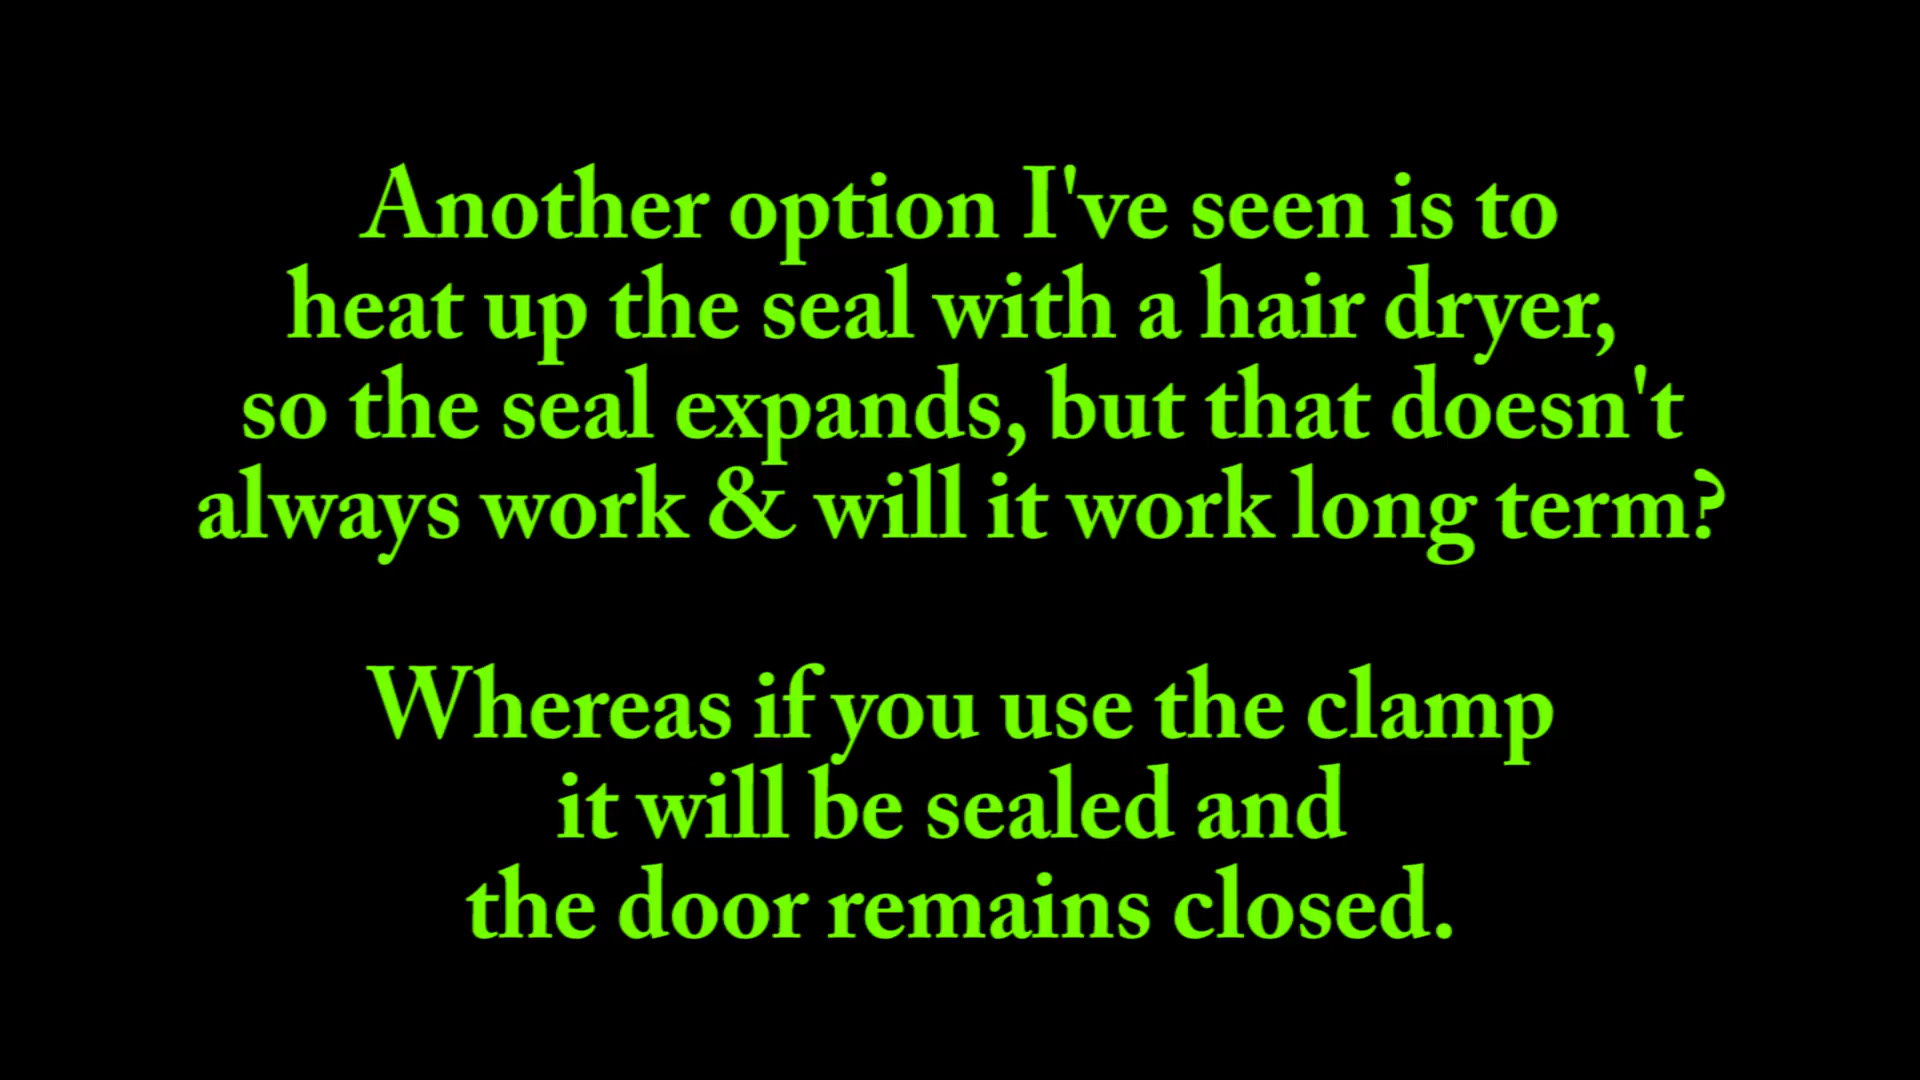 Another option I've seen is to
heat up the seal with a hair dryer,
so the seal expands, but that doesn't
always work & will it work long term?
Whereas if you use the clamp
it will be sealed and
the door remains closed.